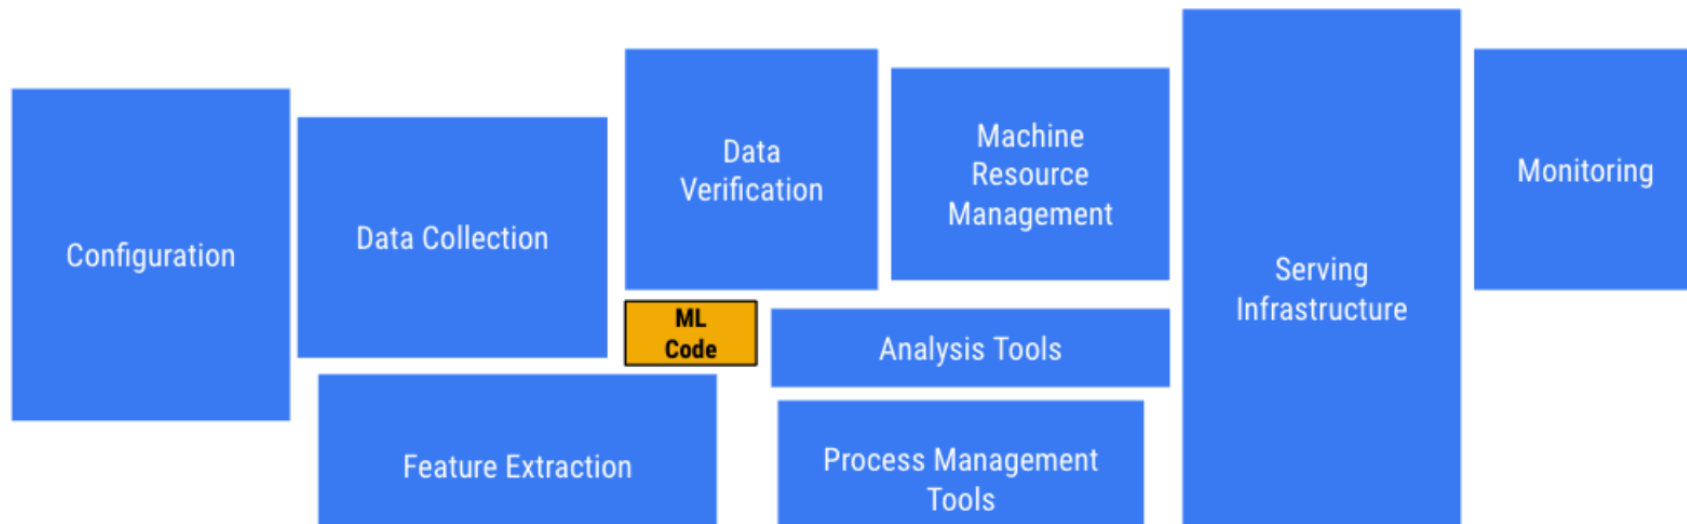 Configuration
Data Collection
Data
Verification
Machine
Resource
Management
Monitoring
Serving
Infrastructure
ML
Code
Analysis Tools
Feature Extraction
Process Management
Tools